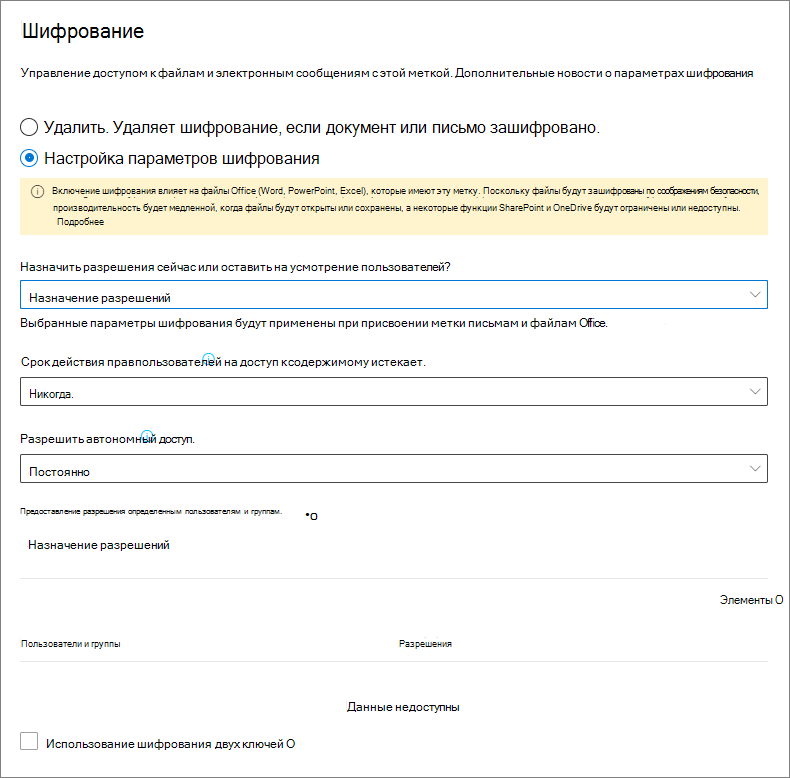 Шифрование
Управление доступом к файлам и электронным сообщениям с этой меткой. Дополнительные новости о параметрах шифрования
Удалить. Удаляет шифрование, если документ или письмо зашифровано.
Настройка параметров шифрования
Включение шифрования влияет на файлы Office (Word, PowerPoint, Excel), которые имеют эту метку. Поскольку файлы будут зашифрованы по соображениям безопасности,
производительность будет медленной, когда файлы будут открыты или сохранены, а некоторые функции SharePoint и OneDrive будут ограничены или недоступны.
Подробнее
Назначить разрешения сейчас или оставить на усмотрение пользователей?
Назначение разрешений
Выбранные параметры шифрования будут применены при присвоении метки письмам и файлам Office.
Срок действия прав пользователей на доступ к содержимому истекает.
Никогда.
Разрешить автономный доступ.
Постоянно
Предоставление разрешения определенным пользователям и группам. *O
Назначение разрешений
Элементы O
Пользователи и группы Разрешения
Данные недоступны
Использование шифрования двух ключей O